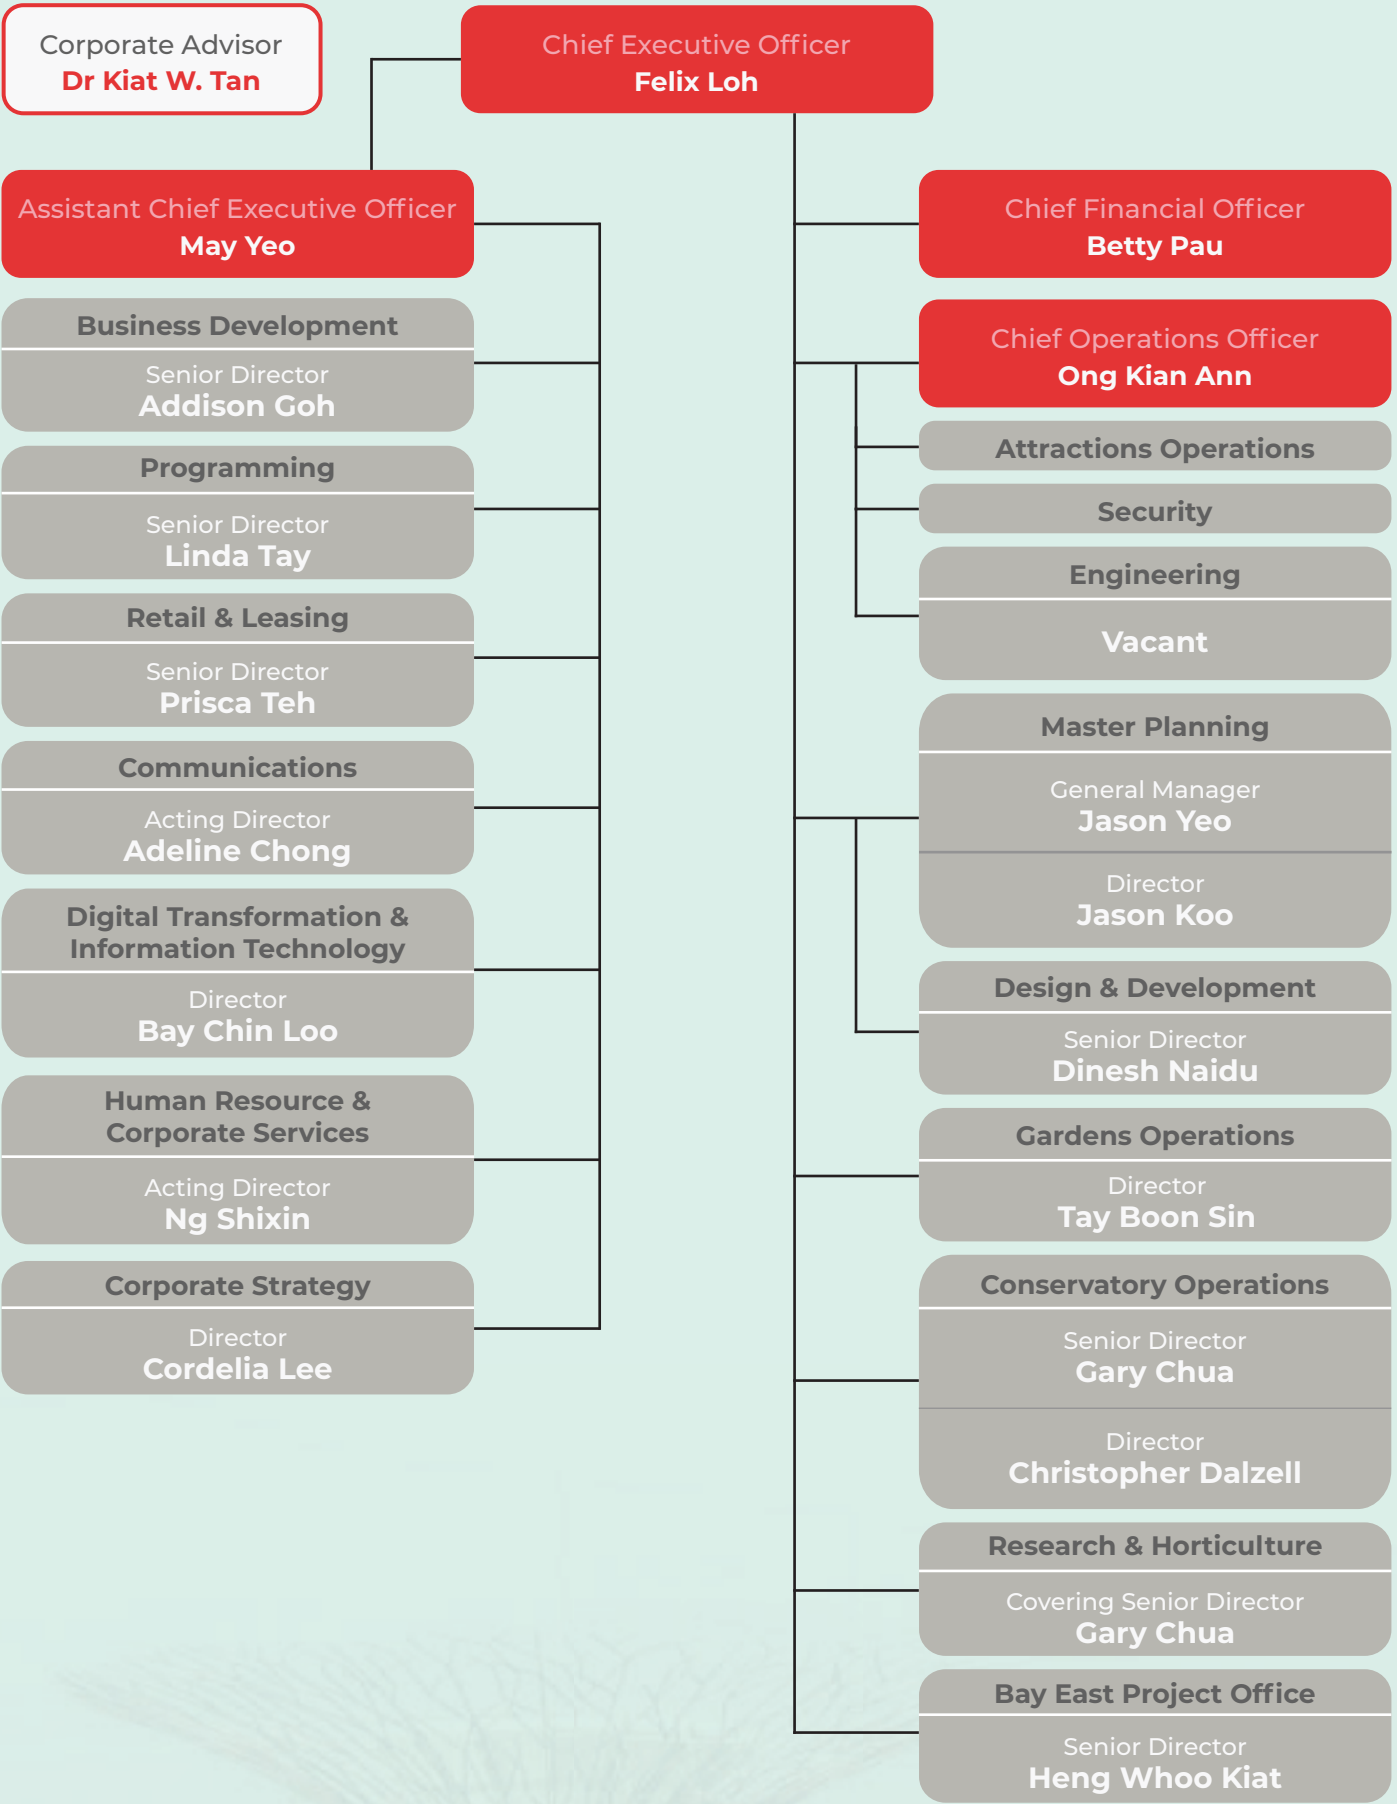 Corporate Advisor
Dr Kiat W. Tan
Chief Executive Officer
Felix Loh
Assistant Chief Executive Officer
May Yeo
Business Development
Senior Director
Addison Goh
Programming
Senior Director
Linda Tay
Retail & Leasing
Senior Director
Prisca Teh
Communications
Acting Director
Adeline Chong
Digital Transformation &
Information Technology
Director
Bay Chin Loo
Human Resource &
Corporate Services
Acting Director
Ng Shixin
Corporate Strategy
Director
Cordelia Lee
Chief Financial Officer
Betty Pau
Chief Operations Officer
Ong Kian Ann
Attractions Operations
Security
Engineering
Vacant
Master Planning
General Manager
Jason Yeo
Director
Jason Koo
Design & Development
Senior Director
Dinesh Naidu
Gardens Operations
Director
Tay Boon Sin
Conservatory Operations
Senior Director
Gary Chua
Director
Christopher Dalzell
Research & Horticulture
Covering Senior Director
Gary Chua
Bay East Project Office
Senior Director
Heng Whoo Kiat